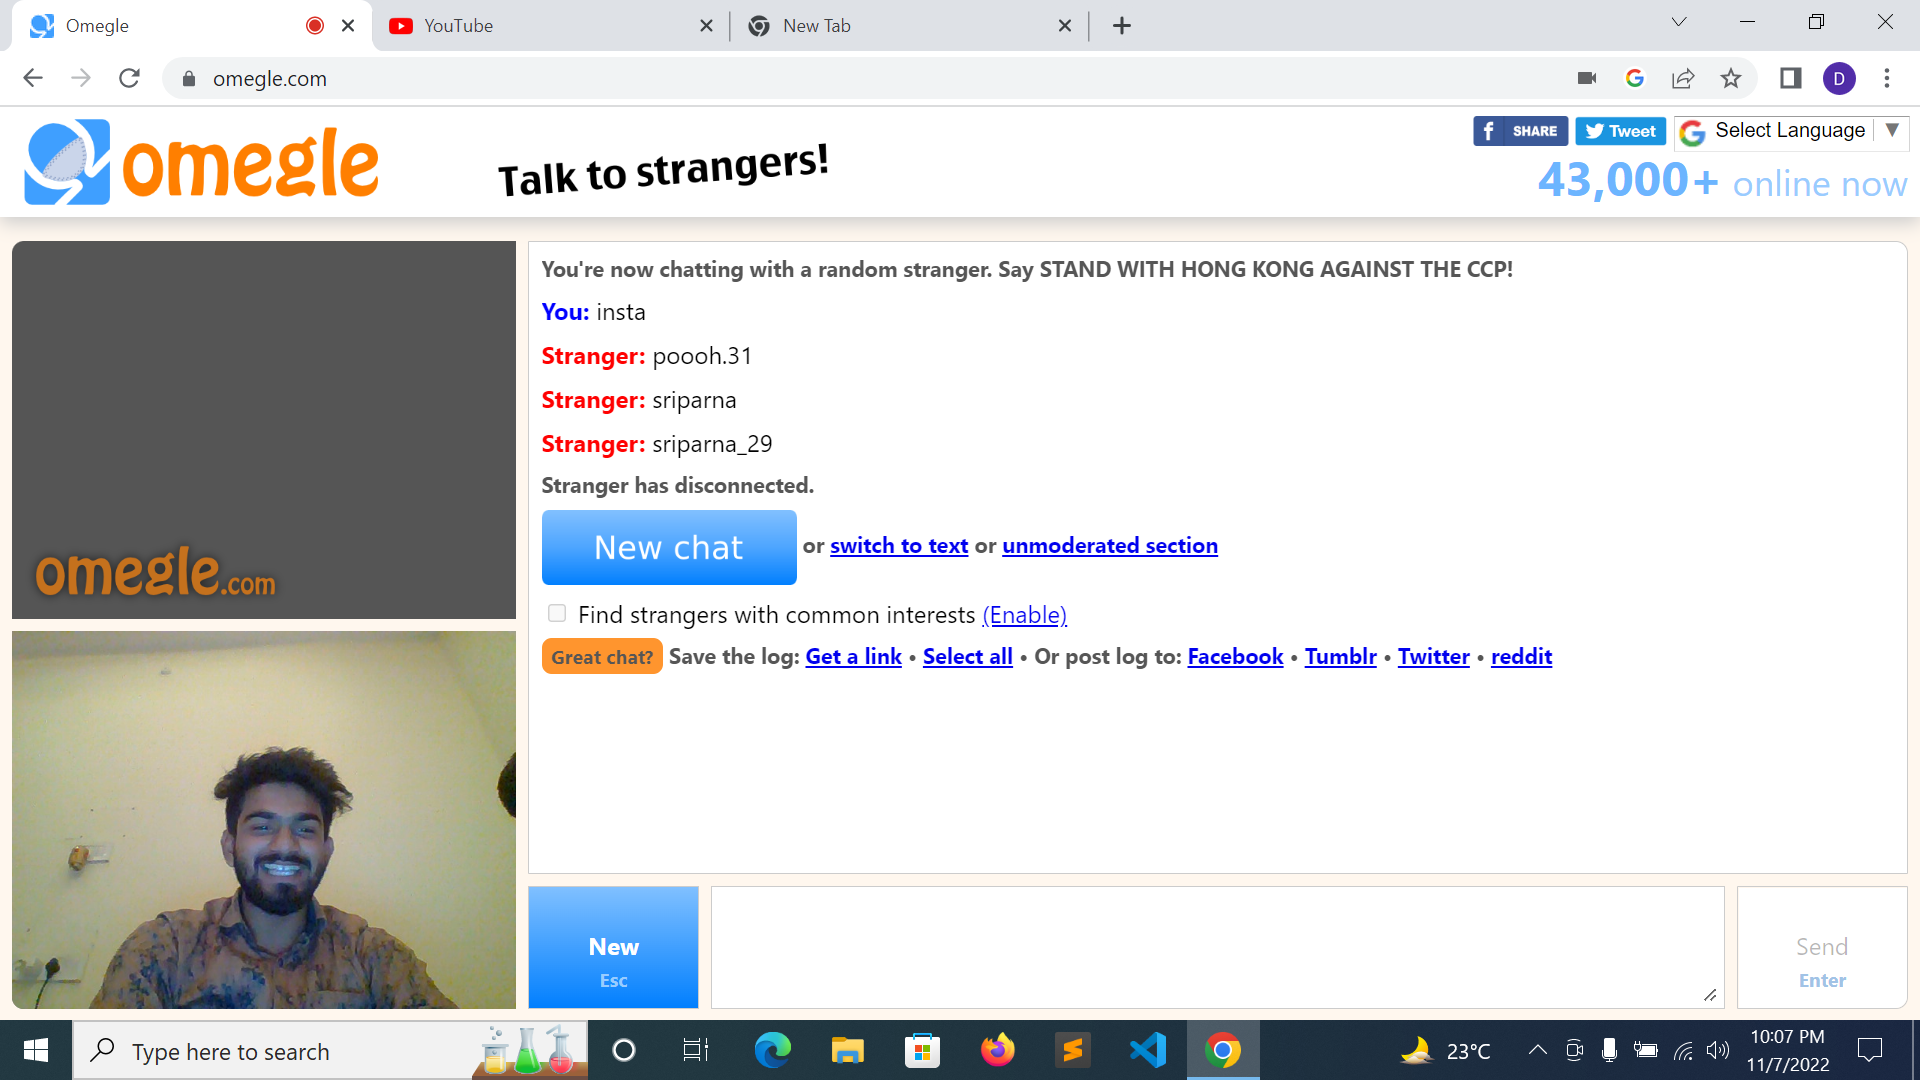 Omegle
YouTube
New Tab
omegle.com
D
omegle
Talk to strangers!
f SHARE
Tweet
Select Language ▼
43,000+ online now
omegle.com
You're now chatting with a random stranger. Say STAND WITH HONG KONG AGAINST THE CCP!
You: insta
Stranger: poooh.31
Stranger: sriparna
Stranger: sriparna_29
Stranger has disconnected.
New chat or switch to text or unmoderated section
Find strangers with common interests (Enable)
Great chat? Save the log: Get a link • Select all • Or post log to: Facebook • Tumblr • Twitter • reddit
New
Esc
Send
Enter
Type here to search
23°C
10:07 PM
11/7/2022